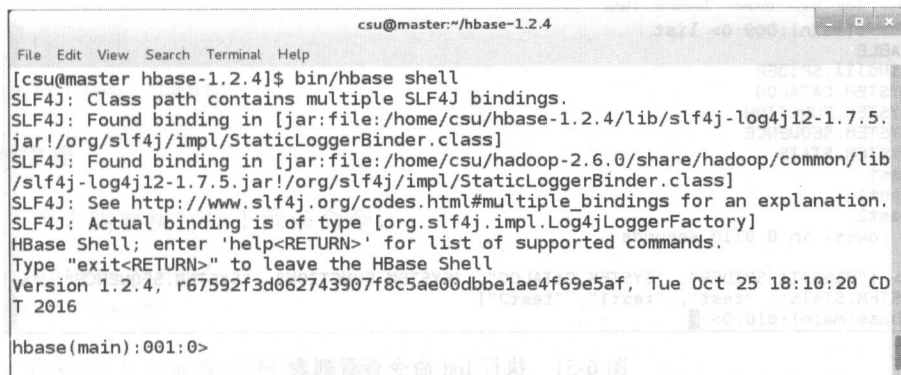 csu@master:~/hbase-1.2.4
File Edit View Search Terminal Help
[csu@master hbase-1.2.4]$ bin/hbase shell
SLF4J: Class path contains multiple SLF4J bindings.
SLF4J: Found binding in [jar:file:/home/csu/hbase-1.2.4/lib/slf4j-log4j12-1.7.5.
jar!/org/slf4j/impl/StaticLoggerBinder.class]
SLF4J: Found binding in [jar:file:/home/csu/hadoop-2.6.0/share/hadoop/common/lib
/slf4j-log4j12-1.7.5.jar!/org/slf4j/impl/StaticLoggerBinder.class]
SLF4J: See http://www.slf4j.org/codes.html#multiple_bindings for an explanation.
SLF4J: Actual binding is of type [org.slf4j.impl.Log4jLoggerFactory]
HBase Shell; enter 'help<RETURN>' for list of supported commands.
Type "exit<RETURN>" to leave the HBase Shell
Version 1.2.4, r67592f3d062743907f8c5ae00dbbe1ae4f69e5af, Tue Oct 25 18:10:20 CD
T 2016
hbase(main):001:0>